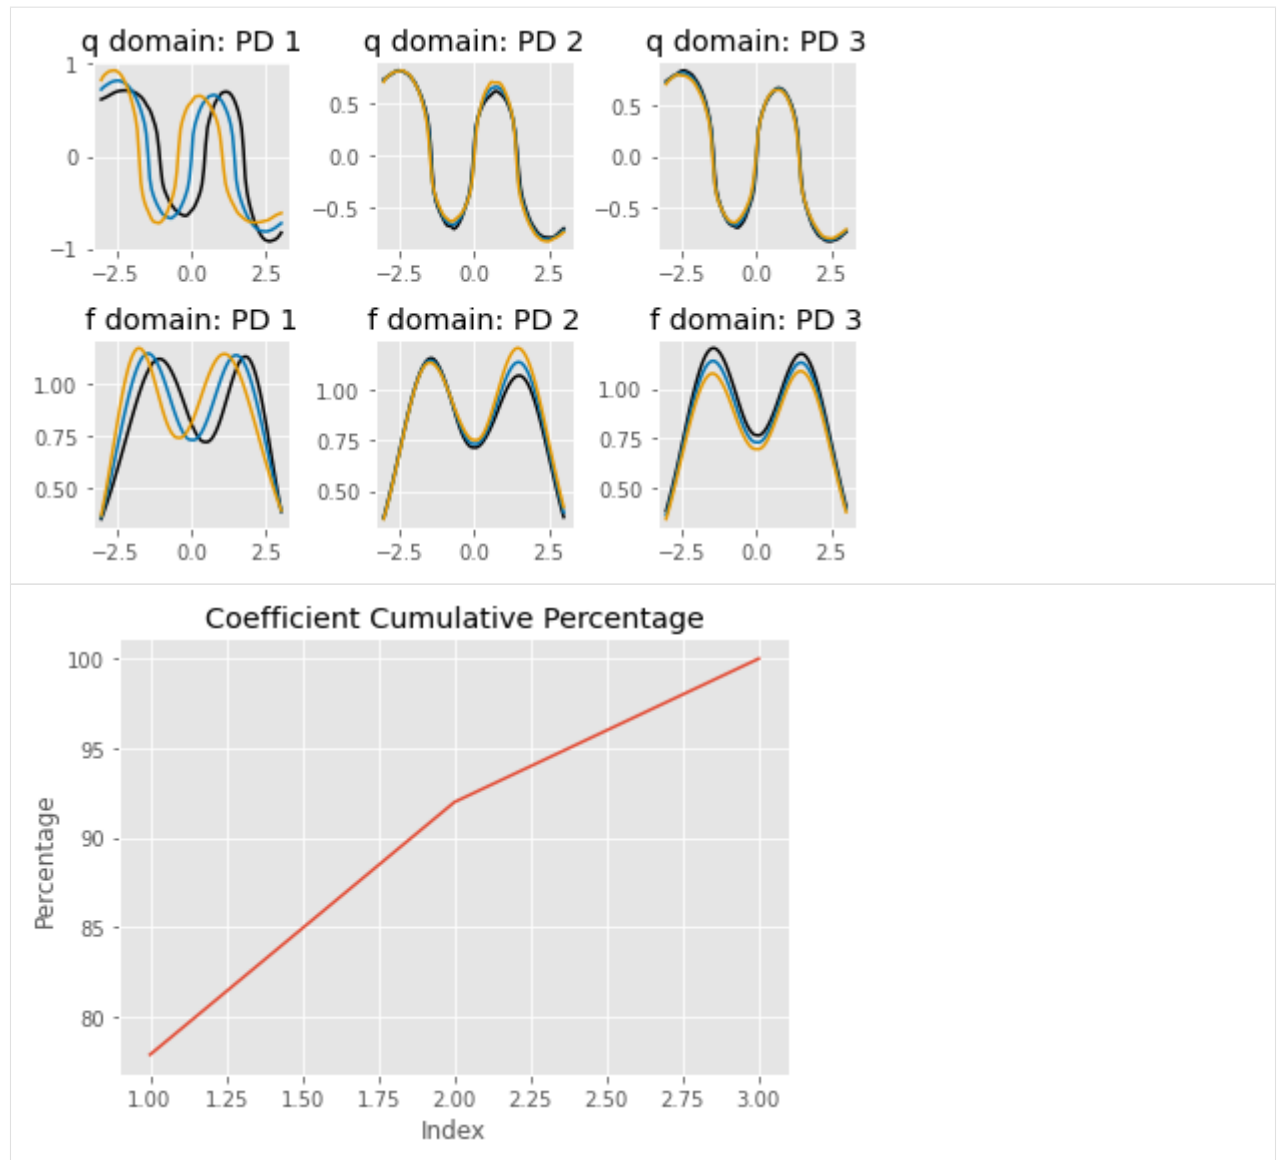 q domain: PD 1
q domain: PD 2
q domain: PD 3
1
0
−1
−2.5 0.0 2.5
0.5
0.0
−0.5
−2.5 0.0 2.5
0.5
0.0
−0.5
−2.5 0.0 2.5
f domain: PD 1
f domain: PD 2
f domain: PD 3
1.00
0.75
0.50
−2.5 0.0 2.5
1.00
0.75
0.50
−2.5 0.0 2.5
1.00
0.75
0.50
−2.5 0.0 2.5
Coefficient Cumulative Percentage
100
95
90
85
80
Percentage
1.00 1.25 1.50 1.75 2.00 2.25 2.50 2.75 3.00
Index